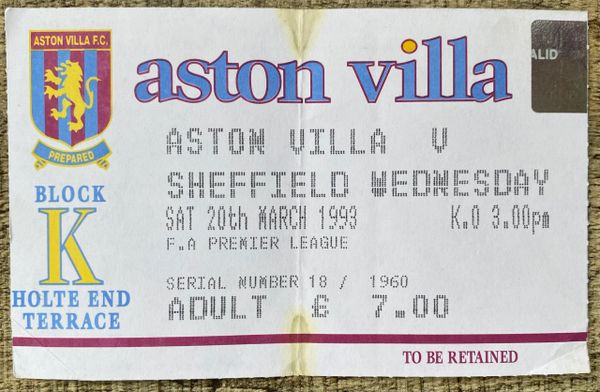 ASTON VILLA F.C.
PREPARED
aston villa
ALID
ASTON VILLA V
SHEFFIELD WEDNESDAY
SAT 20th MARCH 1993 K.O 3.00pm
F.A PREMIER LEAGUE
SERIAL NUMBER 18 / 1960
ADULT £ 7.00
BLOCK
K
HOLTE END
TERRACE
TO BE RETAINED